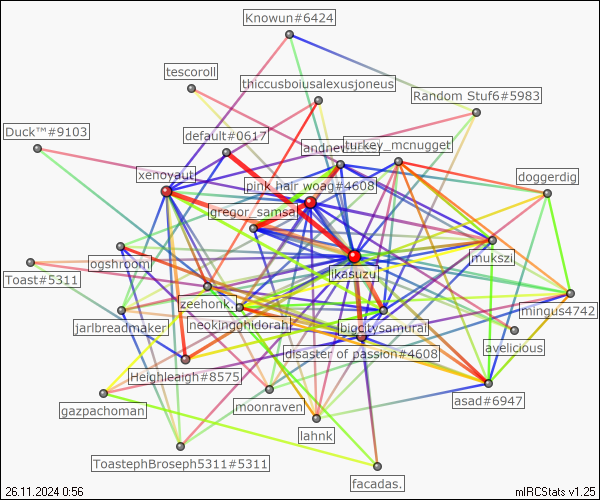 Knowun#6424
tescoroll
thiccusboiusalexusjoneus
Random Stuf6#5983
Duck™#9103
default#0617
turkey_mcnugget
xenoyaut
pink hair woag#4608
doggerdig
gregor_samsa
mukszi
ogshroom
ikasuzu
Toast#5311
zeehonk.
mingus4742
jarlbreadmaker
neokingghidorah
bigcitysamurai
avelicious
disaster of passion#4608
Heighleaigh#8575
asad#6947
gazpachoman
moonraven
lahnk
ToastephBroseph5311#5311
facadas.
26.11.2024 0:56
mIRCStats v1.25